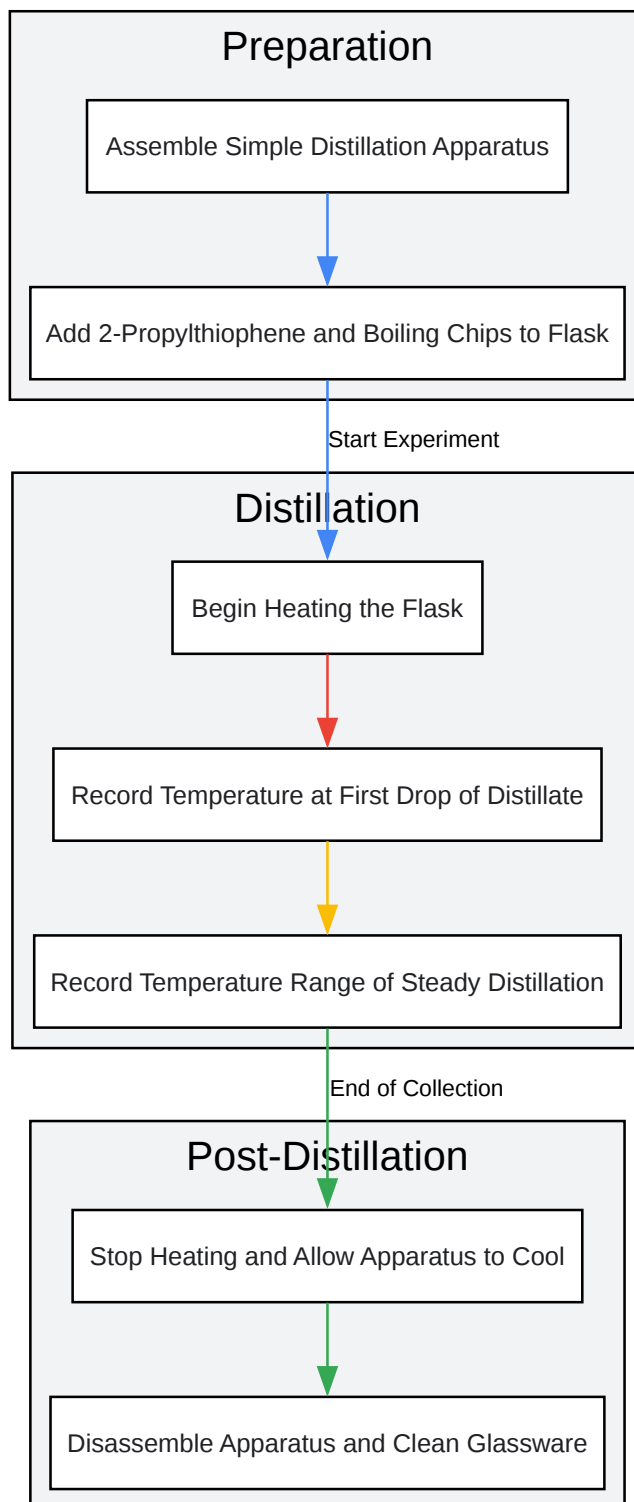 Preparation
Assemble Simple Distillation Apparatus
Add 2-Propylthiophene and Boiling Chips to Flask
Start Experiment
Distillation
Begin Heating the Flask
Record Temperature at First Drop of Distillate
Record Temperature Range of Steady Distillation
End of Collection
Post-Distillation
Stop Heating and Allow Apparatus to Cool
Disassemble Apparatus and Clean Glassware